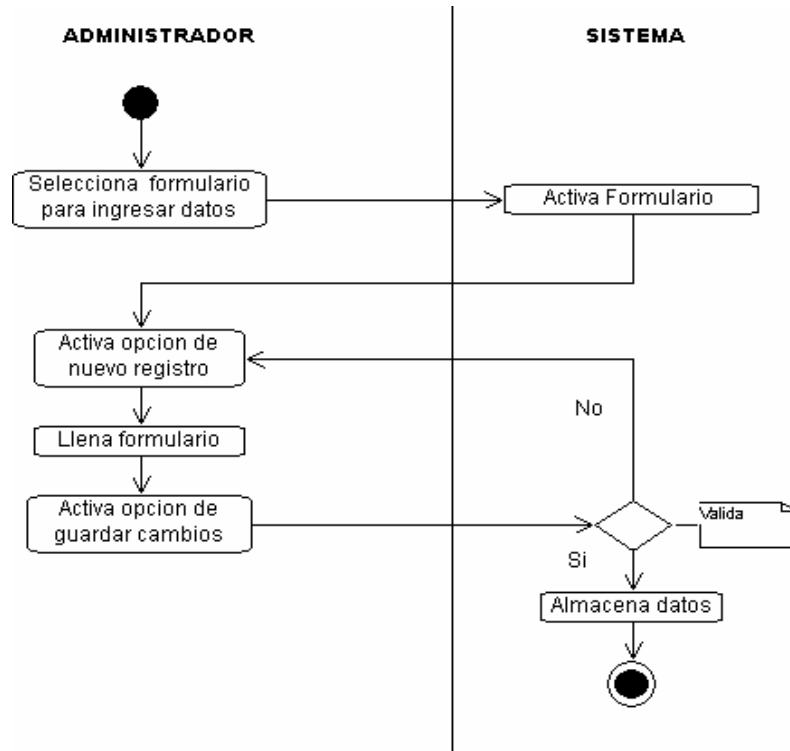 ADMINISTRADOR
SISTEMA
Selecciona formulario
para ingresar datos
Activa Formulario
Activa opcion de
nuevo registro
No
Llena formulario
Activa opcion de
guardar cambios
Valida
Si
Almacena datos